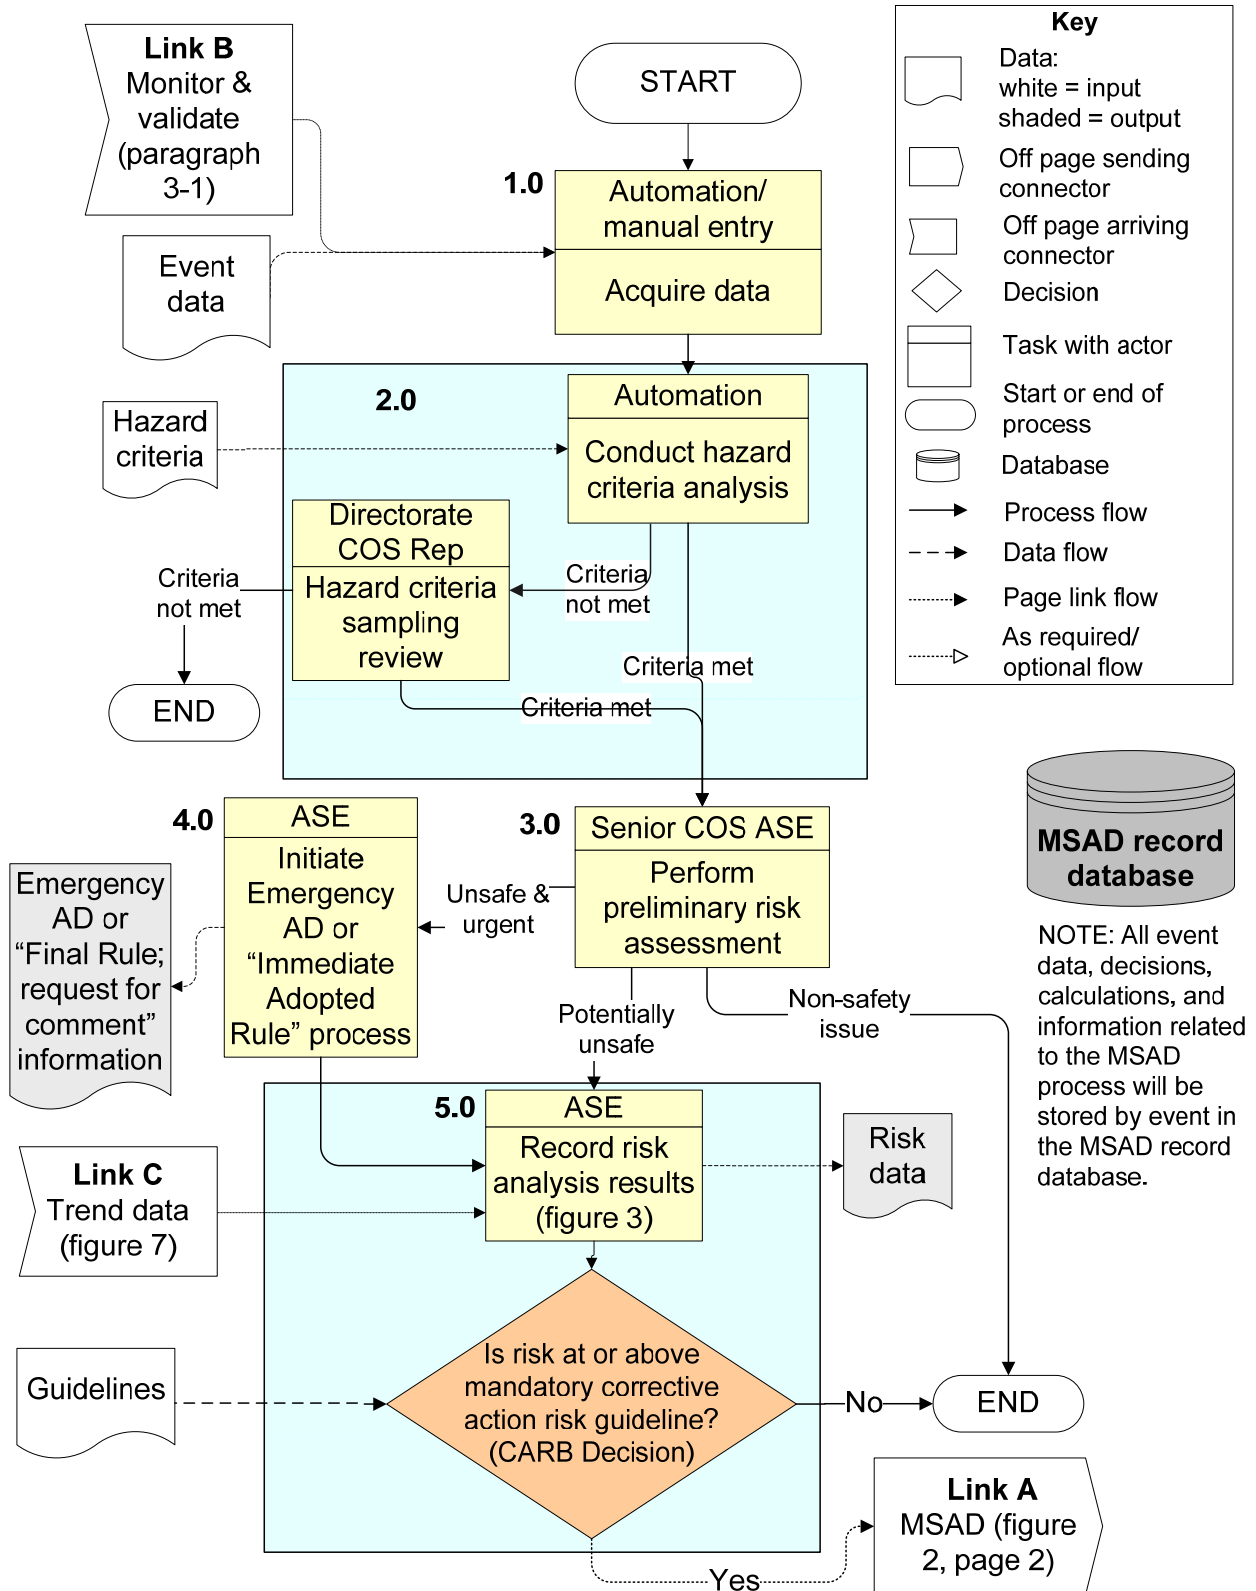 Link B
Monitor &
validate
(paragraph
3-1)
START
Key
Data:
white = input
shaded = output
Off page sending
connector
Off page arriving
connector
Decision
Task with actor
Start or end of
process
Database
Process flow
Data flow
Page link flow
As required/
optional flow
1.0
Automation/
manual entry
Acquire data
Event
data
2.0
Automation
Conduct hazard
criteria analysis
Hazard
criteria
Directorate
COS Rep
Hazard criteria
sampling
review
Criteria
not met
Criteria
not met
Criteria met
Criteria met
END
4.0
ASE
Initiate
Emergency
AD or
“Immediate
Adopted
Rule” process
3.0
Senior COS ASE
Perform
preliminary risk
assessment
Unsafe &
urgent
Emergency
AD or
“Final Rule;
request for
comment”
information
Potentially
unsafe
Non-safety
issue
MSAD record
database
NOTE: All event
data, decisions,
calculations, and
information related
to the MSAD
process will be
stored by event in
the MSAD record
database.
5.0
ASE
Record risk
analysis results
(figure 3)
Risk
data
Link C
Trend data
(figure 7)
Guidelines
Is risk at or above
mandatory corrective
action risk guideline?
(CARB Decision)
No
END
Yes
Link A
MSAD (figure
2, page 2)